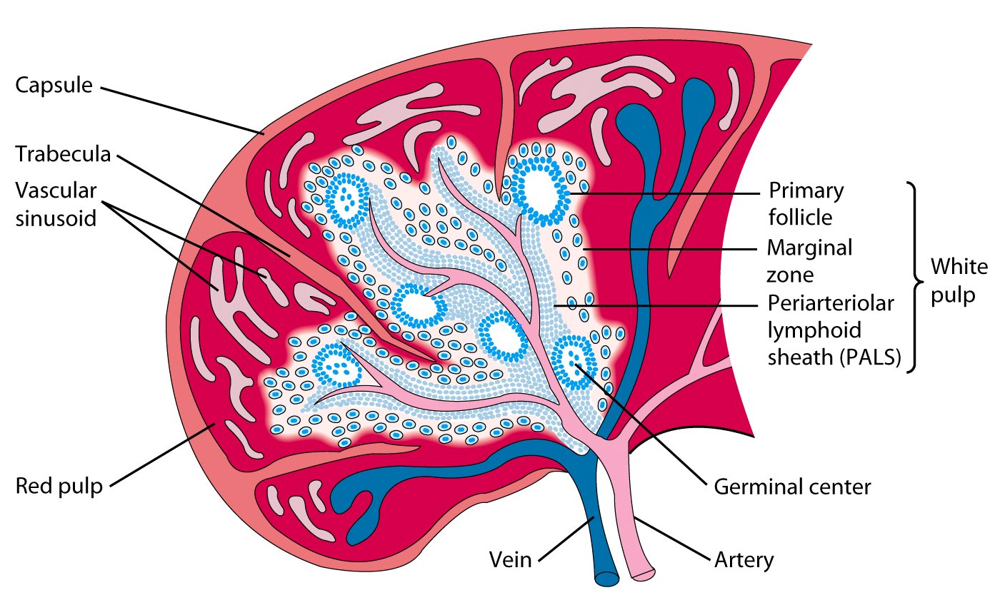 Capsule
Trabecula
Vascular
sinusoid
Red pulp
Primary
follicle
Marginal
zone
Periarteriolar
lymphoid
sheath (PALS)
White
pulp
Germinal center
Vein
Artery